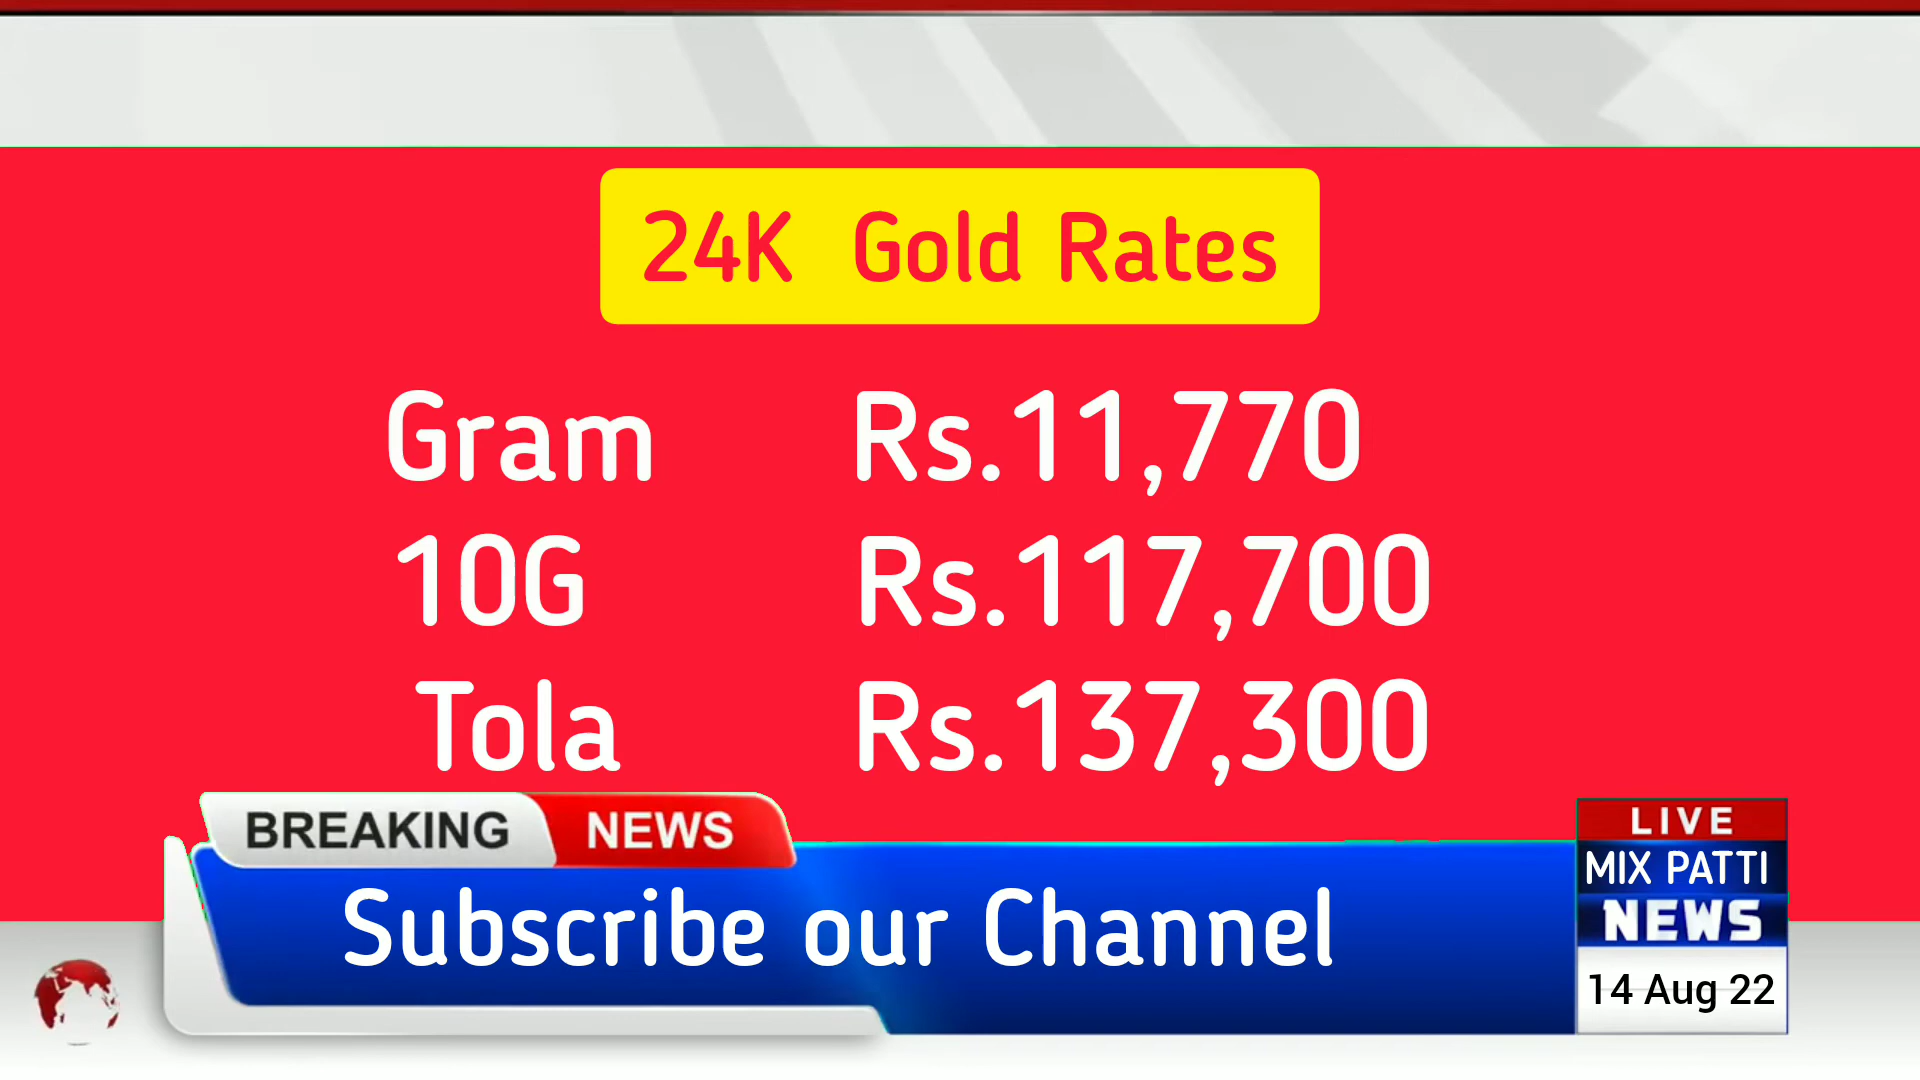 24K Gold Rates
Gram Rs.11,770
10G Rs.117,700
Tola Rs.137,300
BREAKING NEWS
Subscribe our Channel
LIVE
MIX PATTI
NEWS
14 Aug 22